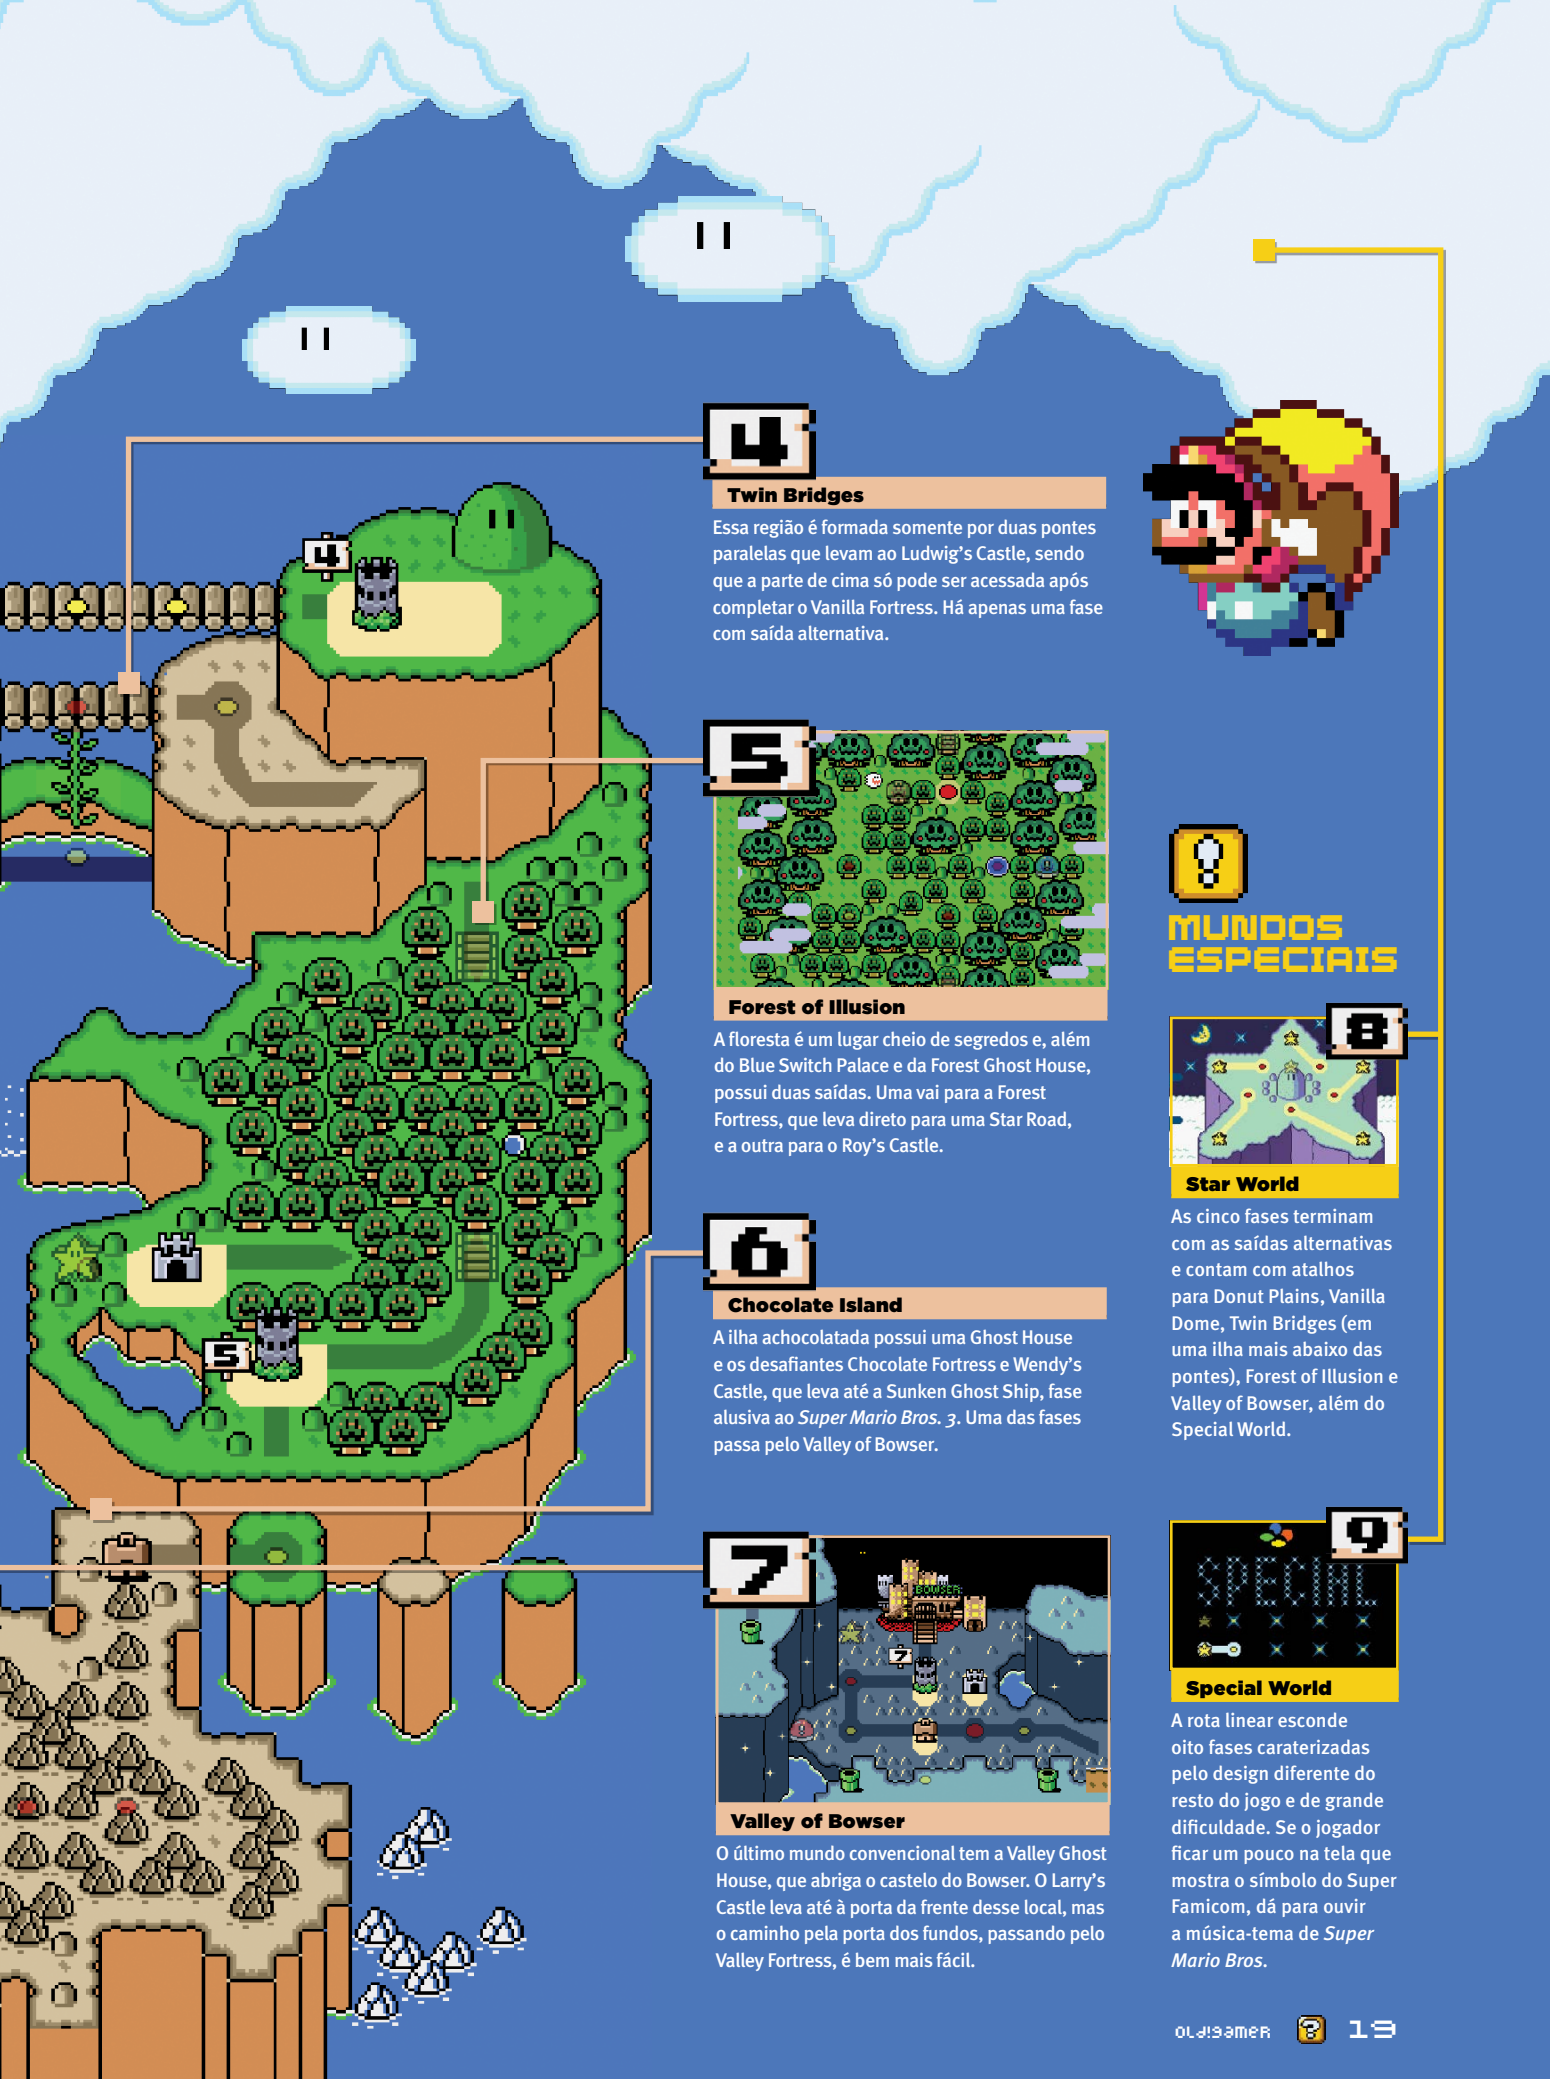 4
Twin Bridges
Essa região é formada somente por duas pontes
paralelas que levam ao Ludwig's Castle, sendo
que a parte de cima só pode ser acessada após
completar o Vanilla Fortress. Há apenas uma fase
com saída alternativa.
4
5
Forest of Illusion
A floresta é um lugar cheio de segredos e, além
do Blue Switch Palace e da Forest Ghost House,
possui duas saídas. Uma vai para a Forest
Fortress, que leva direto para uma Star Road,
e a outra para o Roy's Castle.
5
6
Chocolate Island
A ilha achocolatada possui uma Ghost House
e os desafiantes Chocolate Fortress e Wendy's
Castle, que leva até a Sunken Ghost Ship, fase
alusiva ao Super Mario Bros. 3. Uma das fases
passa pelo Valley of Bowser.
7
BOWSER
7
Valley of Bowser
O último mundo convencional tem a Valley Ghost
House, que abriga o castelo do Bowser. O Larry's
Castle leva até à porta da frente desse local, mas
o caminho pela porta dos fundos, passando pelo
Valley Fortress, é bem mais fácil.
!
MUNDOS
ESPECIAIS
8
Star World
As cinco fases terminam
com as saídas alternativas
e contam com atalhos
para Donut Plains, Vanilla
Dome, Twin Bridges (em
uma ilha mais abaixo das
pontes), Forest of Illusion e
Valley of Bowser, além do
Special World.
9
SPECIAL
Special World
A rota linear esconde
oito fases caraterizadas
pelo design diferente do
resto do jogo e de grande
dificuldade. Se o jogador
ficar um pouco na tela que
mostra o símbolo do Super
Famicom, dá para ouvir
a música-tema de Super
Mario Bros.
OLD!GAMER ? 19